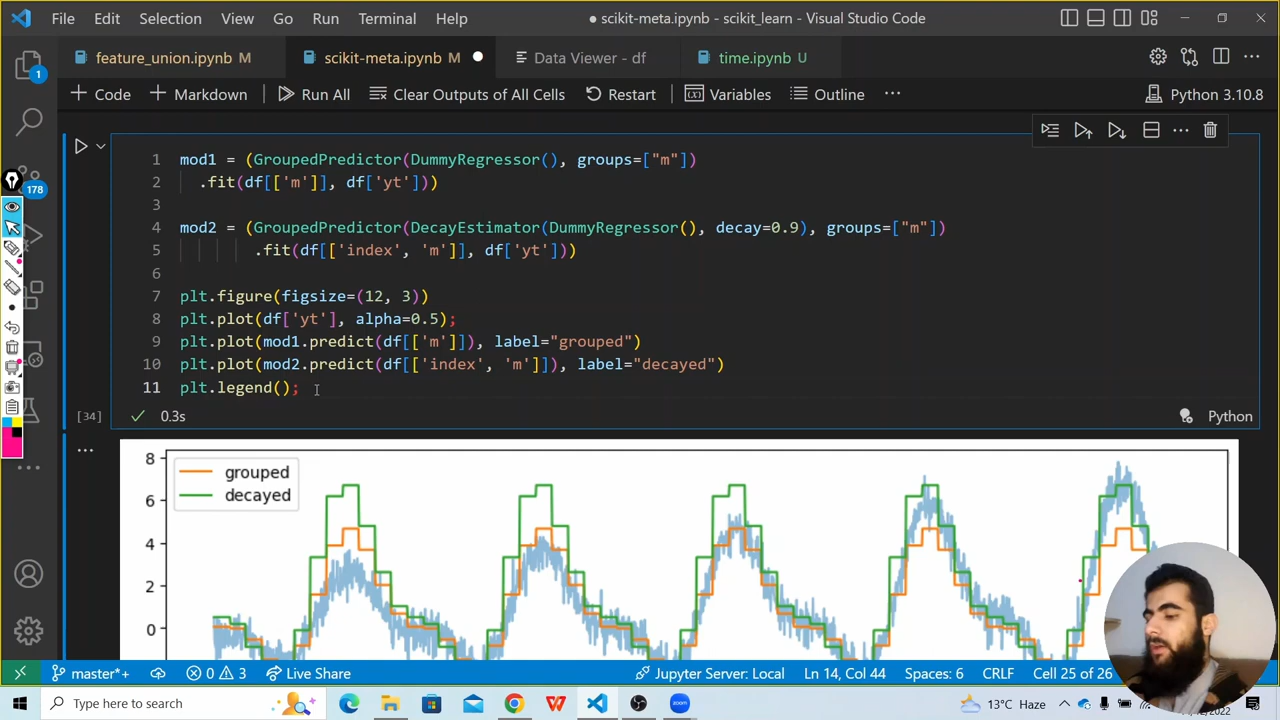 File Edit Selection View Go Run Terminal Help
● scikit-meta.ipynb - scikit_learn - Visual Studio Code
feature_union.ipynb M
scikit-meta.ipynb M
Data Viewer - df
time.ipynb U
+ Code + Markdown Run All Clear Outputs of All Cells Restart Variables Outline ...
Python 3.10.8
1 mod1 = (GroupedPredictor(DummyRegressor(), groups=["m"])
2 .fit(df[['m']], df['yt']))
3
4 mod2 = (GroupedPredictor(DecayEstimator(DummyRegressor(), decay=0.9), groups=["m"])
5 .fit(df[['index', 'm']], df['yt']))
6
7 plt.figure(figsize=(12, 3))
8 plt.plot(df['yt'], alpha=0.5);
9 plt.plot(mod1.predict(df[['m']]), label="grouped")
10 plt.plot(mod2.predict(df[['index', 'm']]), label="decayed")
11 plt.legend();
[34]
0.3s
Python
1
178
8
6
4
2
0
grouped
decayed
master*+
0
3
Live Share
Jupyter Server: Local
Ln 14, Col 44
Spaces: 6
CRLF
Cell 25 of 26
Type here to search
13°C Haze